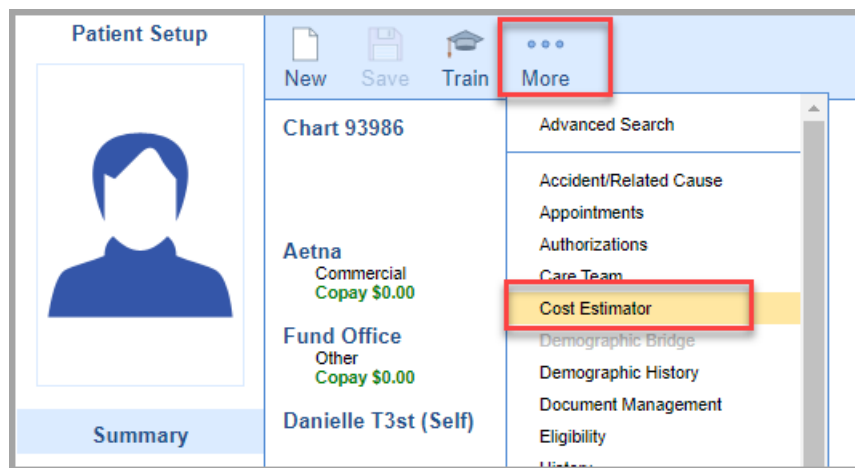 Patient Setup
New Save Train More
Chart 93986
Aetna
Commercial
Copay $0.00
Fund Office
Other
Copay $0.00
Danielle T3st (Self)
Summary
Advanced Search
Accident/Related Cause
Appointments
Authorizations
Care Team
Cost Estimator
Demographic Bridge
Demographic History
Document Management
Eligibility
History